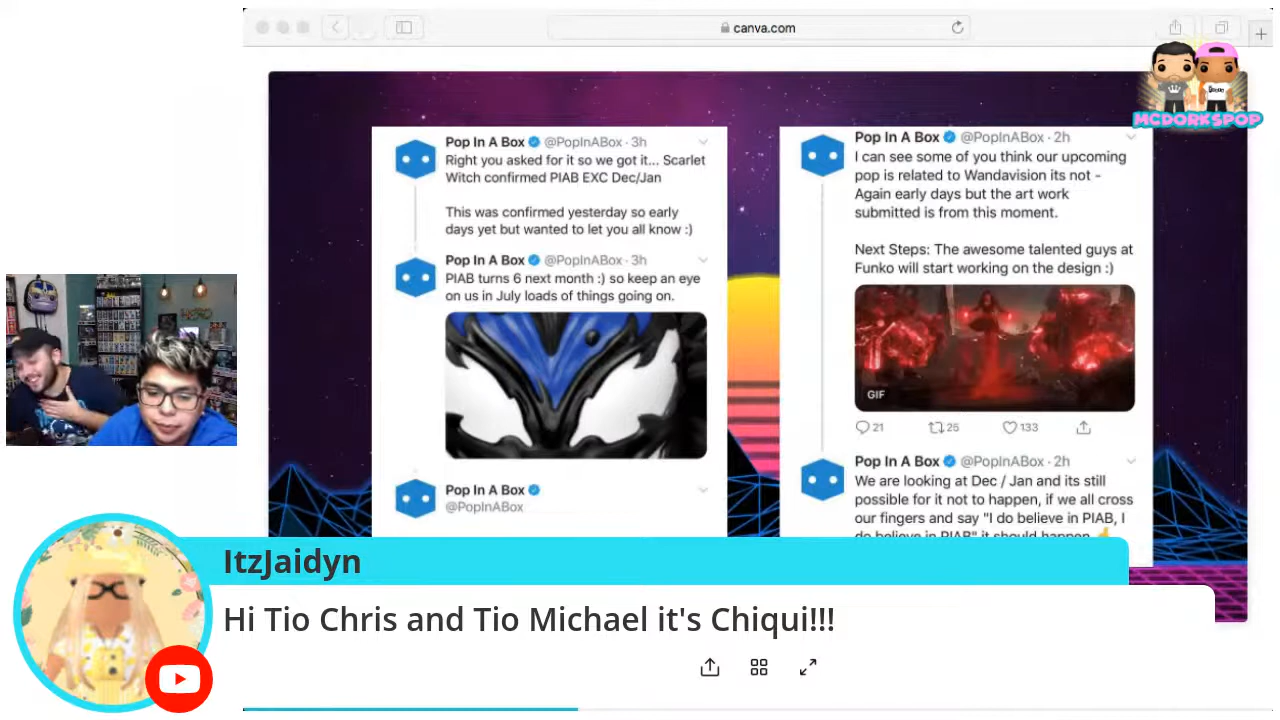 canva.com
MCDORKSPOP
Pop In A Box @PopInABox · 3h
Right you asked for it so we got it... Scarlet
Witch confirmed PIAB EXC Dec/Jan
This was confirmed yesterday so early
days yet but wanted to let you all know :)
Pop In A Box @PopInABox · 3h
PIAB turns 6 next month :) so keep an eye
on us in July loads of things going on.
Pop In A Box
@PopInABox
Pop In A Box @PopInABox · 2h
I can see some of you think our upcoming
pop is related to Wandavision its not -
Again early days but the art work
submitted is from this moment.
Next Steps: The awesome talented guys at
Funko will start working on the design :)
GIF
21 25 133
Pop In A Box @PopInABox · 2h
We are looking at Dec / Jan and its still
possible for it not to happen, if we all cross
our fingers and say "I do believe in PIAB, I
do believe in PIAB" it should happen
ItzJaidyn
Hi Tio Chris and Tio Michael it's Chiqui!!!